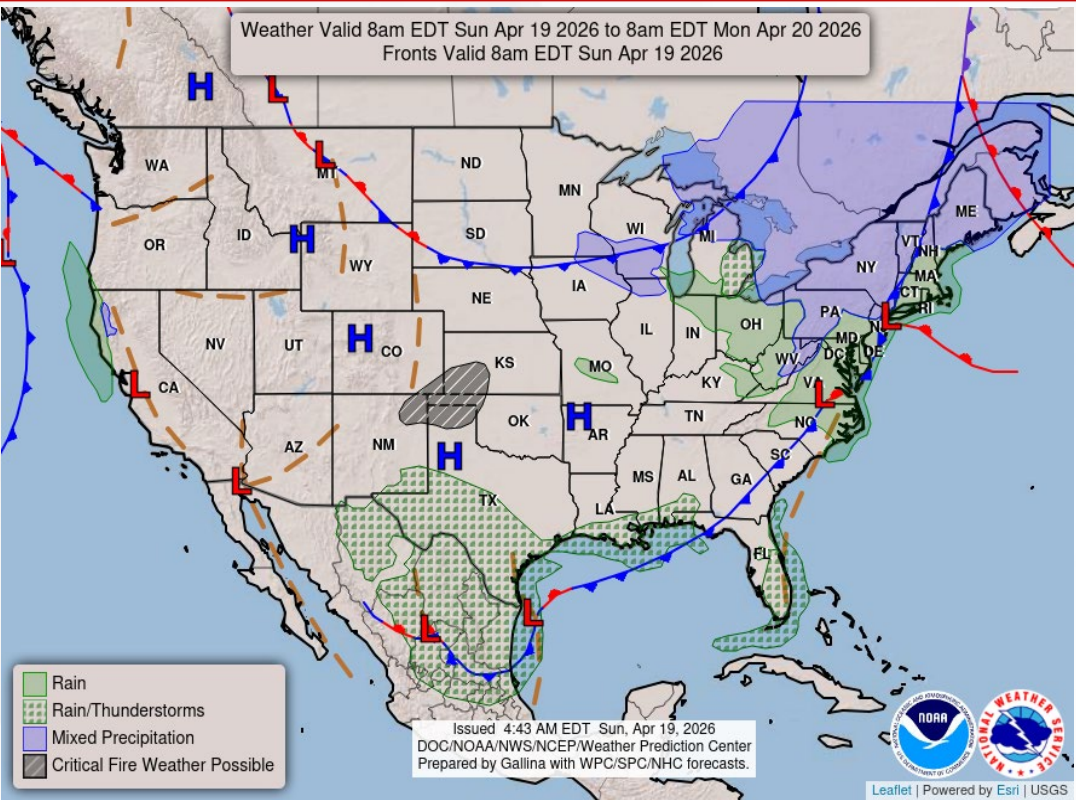 Weather Valid 8am EDT Sun Apr 19 2026 to 8am EDT Mon Apr 20 2026
Fronts Valid 8am EDT Sun Apr 19 2026
H
L
L
WA
MT
ND
MN
ME
OR
ID
H
SD
WI
MI
VT
NH
WY
NY
MA
CT
RI
NE
IA
PA
L
NV
UT
H
CO
IL
IN
OH
NJ
MD
DE
DC
WV
KS
MO
KY
VA
L
CA
L
L
OK
H
AR
TN
NC
AZ
NM
H
SC
MS
AL
GA
L
TX
LA
FL
L
L
Rain
Rain/Thunderstorms
Mixed Precipitation
Critical Fire Weather Possible
Issued 4:43 AM EDT Sun, Apr 19, 2026
DOC/NOAA/NWS/NCEP/Weather Prediction Center
Prepared by Gallina with WPC/SPC/NHC forecasts.
NOAA
NATIONAL WEATHER SERVICE
Leaflet | Powered by Esri | USGS